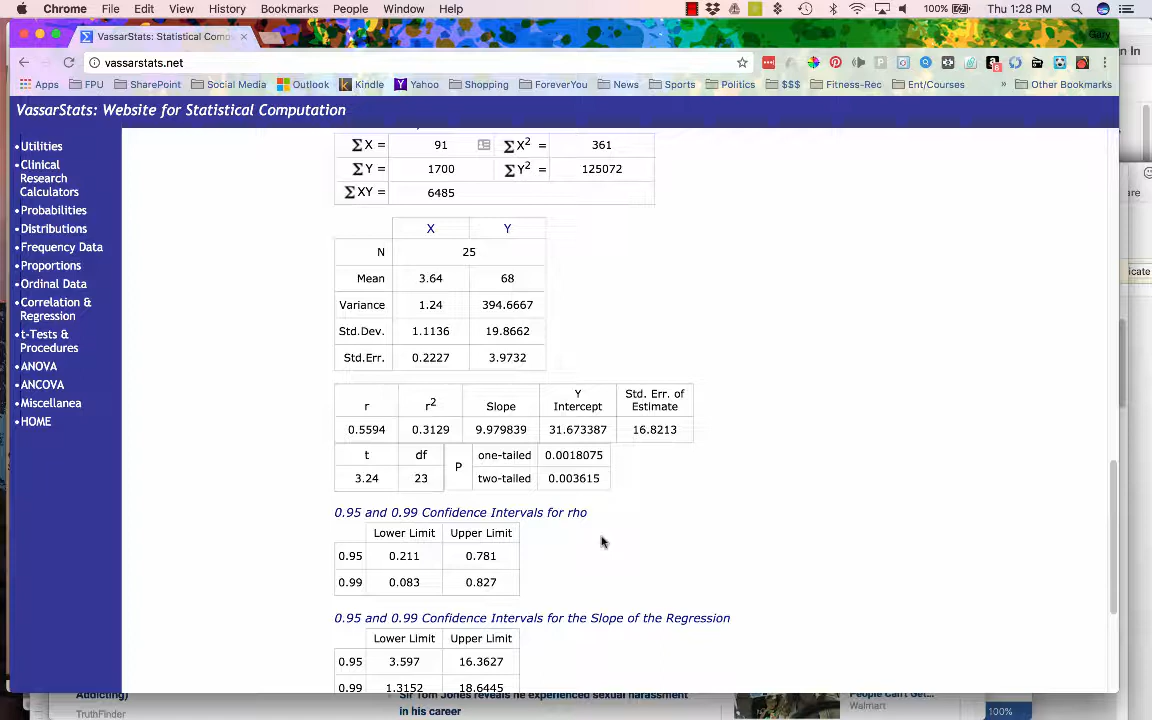 Chrome File Edit View History Bookmarks People Window Help 100% Thu 1:28 PM
VassarStats: Statistical Comp
Gary
n In
vassarstats.net
Apps FPU SharePoint Social Media Outlook Kindle Yahoo Shopping ForeverYou News Sports Politics $$$ Fitness-Rec Ent/Courses » Other Bookmarks
VassarStats: Website for Statistical Computation
•Utilities
•Clinical
Research
Calculators
•Probabilities
•Distributions
•Frequency Data
•Proportions
•Ordinal Data
•Correlation &
Regression
•t-Tests &
Procedures
•ANOVA
•ANCOVA
•Miscellanea
•HOME
∑X = 91 ∑X² = 361
∑Y = 1700 ∑Y² = 125072
∑XY = 6485
X Y
N 25
Mean 3.64 68
Variance 1.24 394.6667
Std.Dev. 1.1136 19.8662
Std.Err. 0.2227 3.9732
r r² Slope Y Intercept Std. Err. of Estimate
0.5594 0.3129 9.979839 31.673387 16.8213
t df P one-tailed 0.0018075
3.24 23 two-tailed 0.003615
0.95 and 0.99 Confidence Intervals for rho
Lower Limit Upper Limit
0.95 0.211 0.781
0.99 0.083 0.827
0.95 and 0.99 Confidence Intervals for the Slope of the Regression
Lower Limit Upper Limit
0.95 3.597 16.3627
0.99 1.3152 18.6445
are
icate
Addicting)
TruthFinder
Sir Tom Jones reveals he experienced sexual harassment
in his career
People Can't Get...
Walmart
100%